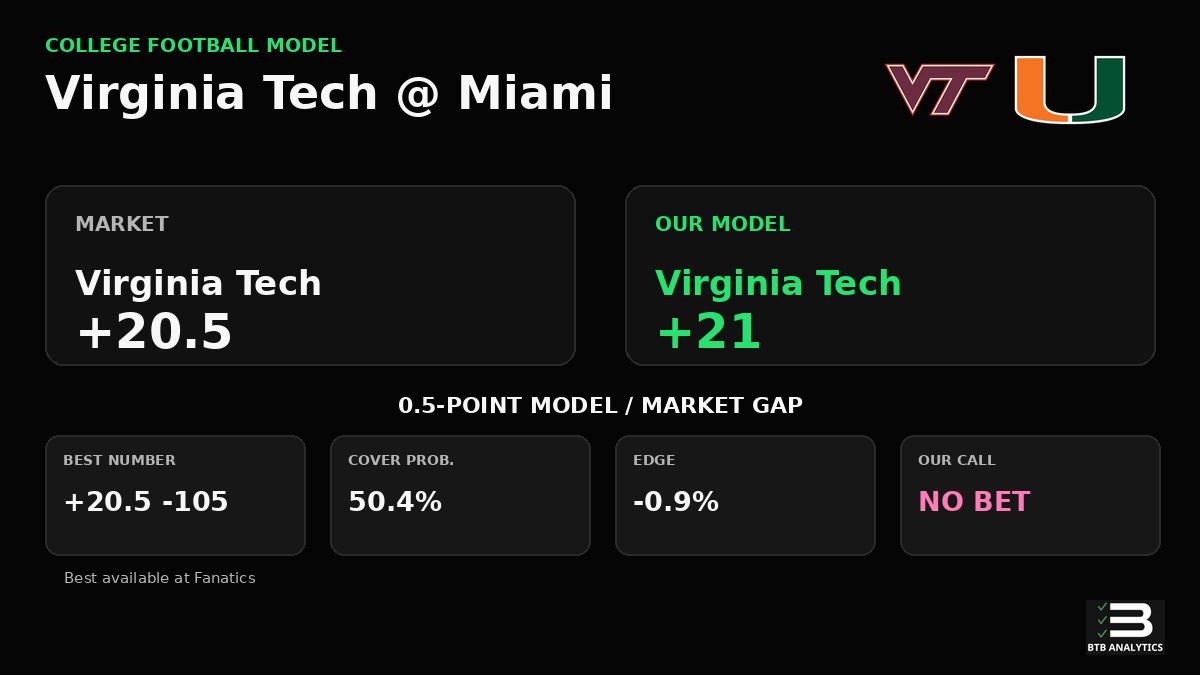 COLLEGE FOOTBALL MODEL
Virginia Tech @ Miami
VT
U
MARKET
Virginia Tech
+20.5
OUR MODEL
Virginia Tech
+21
0.5-POINT MODEL / MARKET GAP
BEST NUMBER
+20.5 -105
COVER PROB.
50.4%
EDGE
-0.9%
OUR CALL
NO BET
Best available at Fanatics
B
BTB ANALYTICS